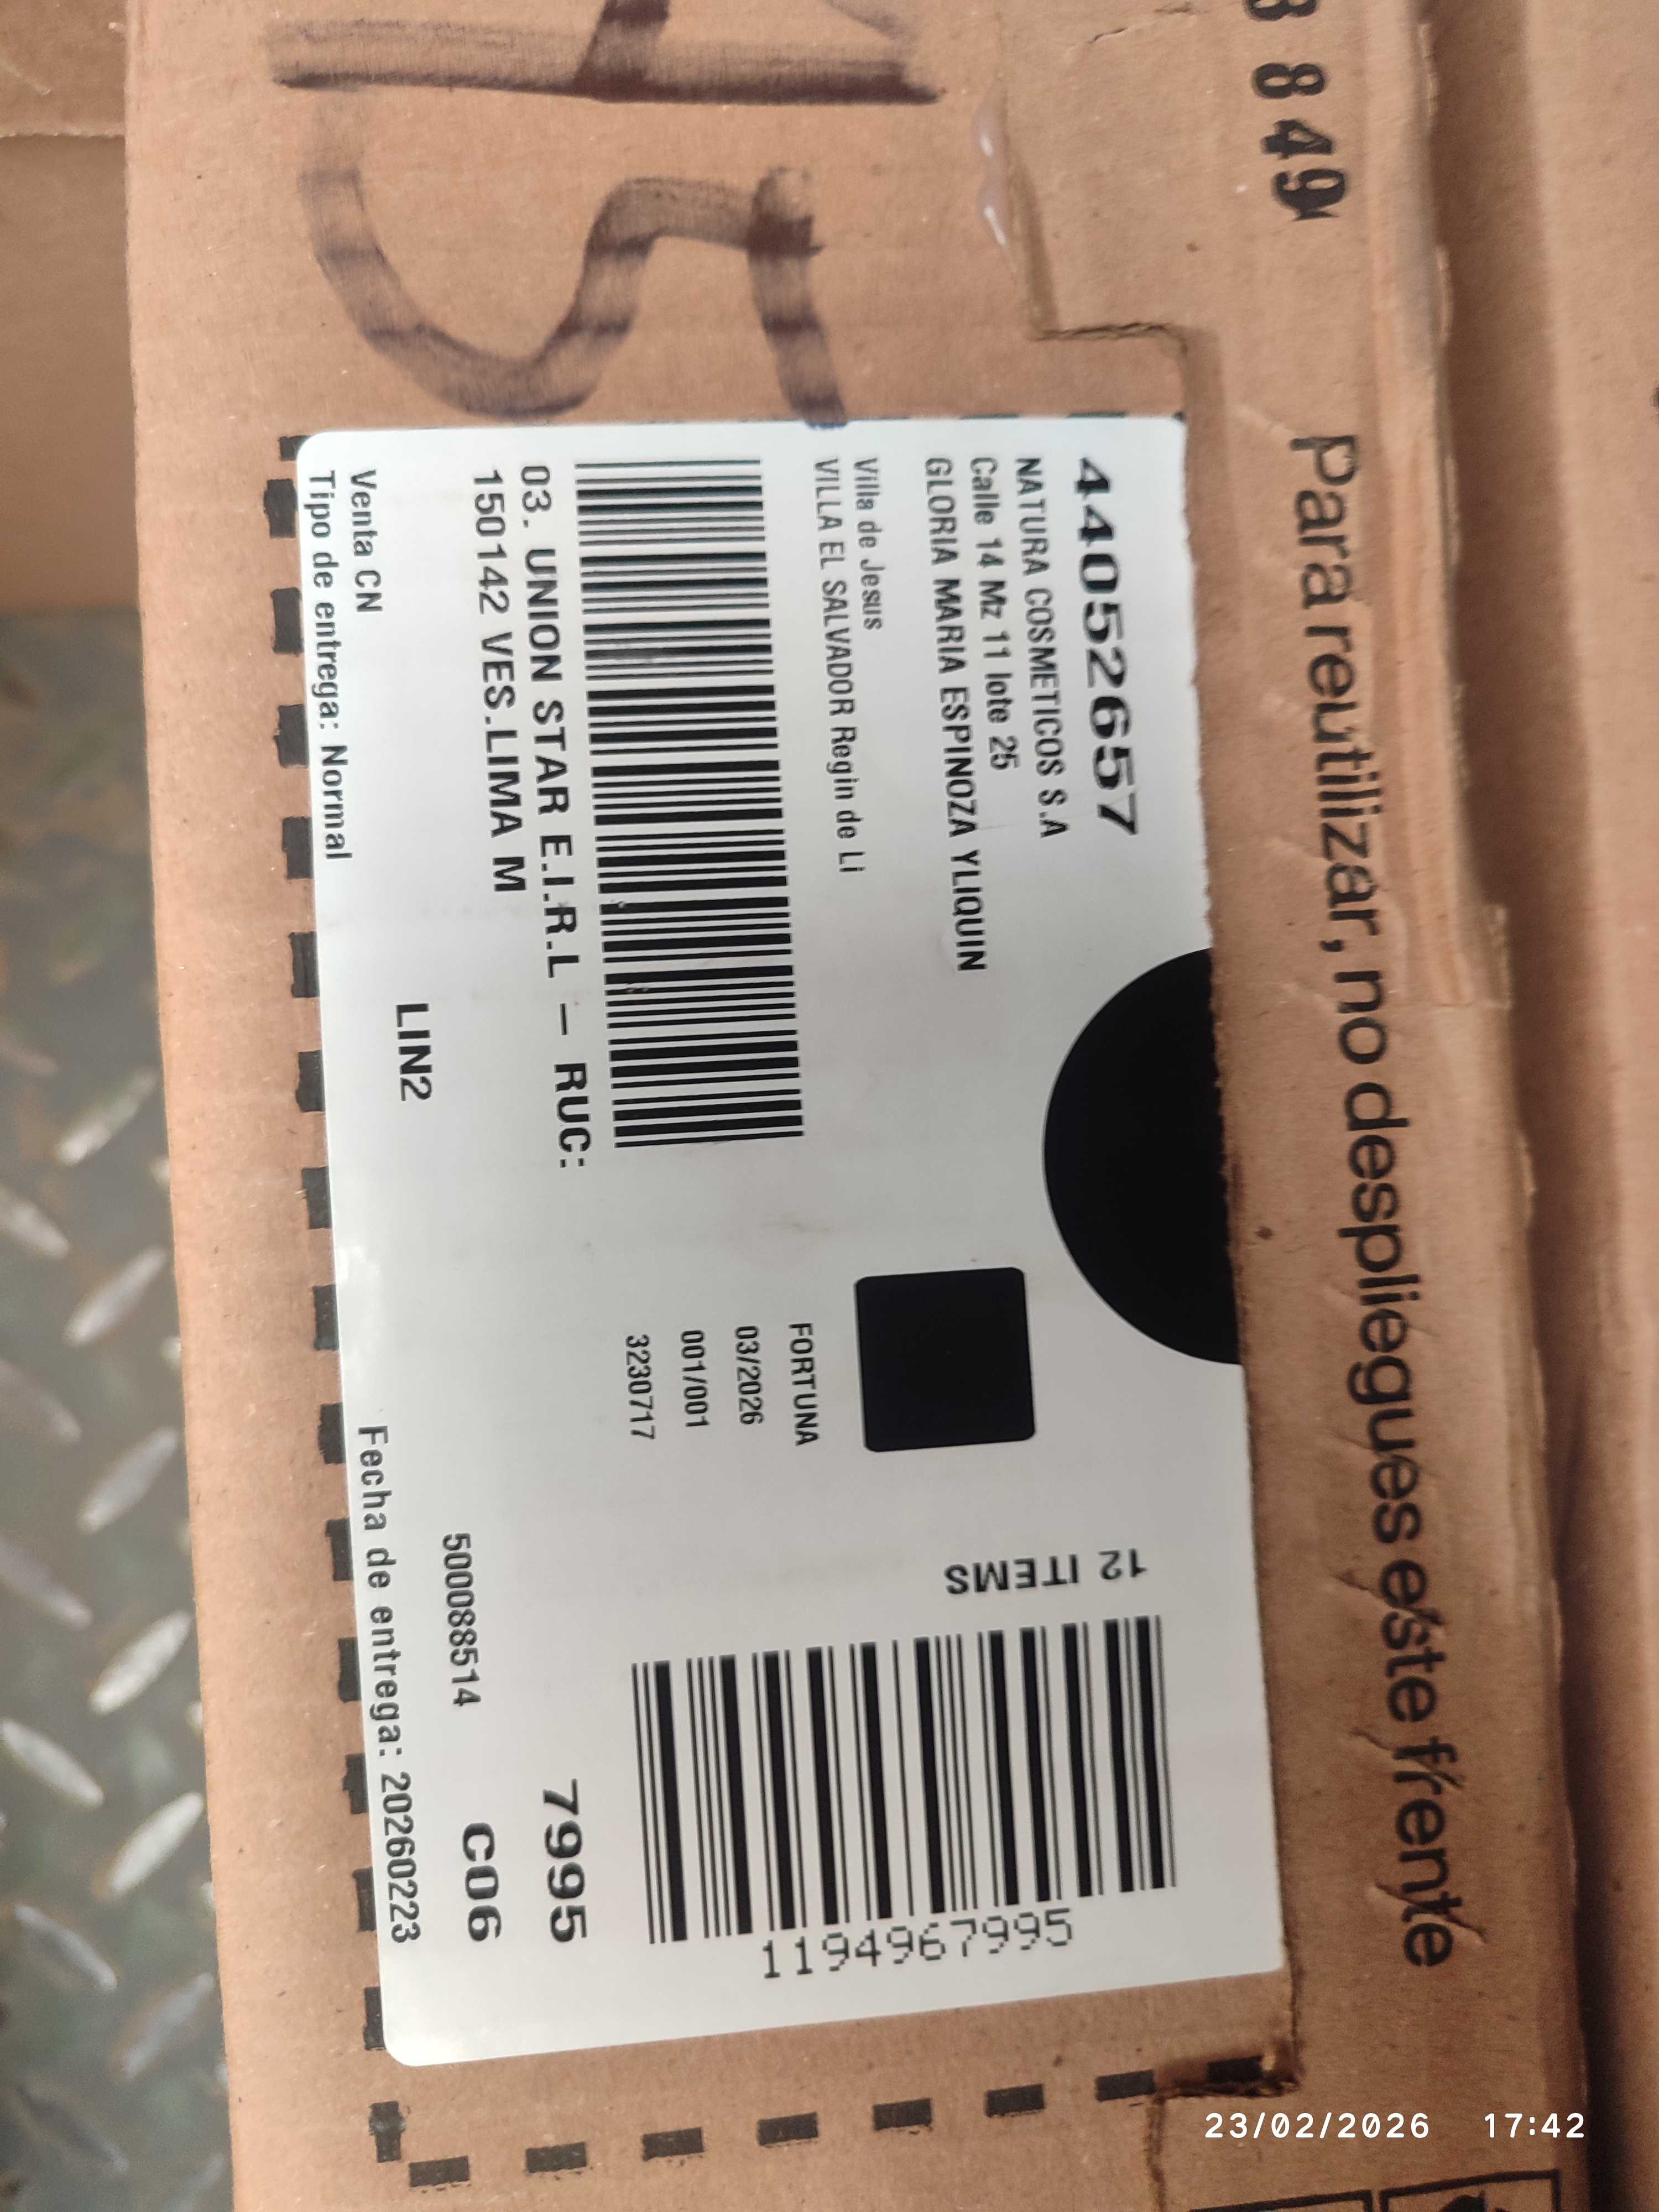 8 849
Para reutilizar, no despliegues este frente
44052657
NATURA COSMETICOS S.A
Calle 14 Mz 11 lote 25
GLORIA MARIA ESPINOZA YLIQUIN
Villa de Jesus
VILLA EL SALVADOR Regin de Li
03. UNION STAR E.I.R.L – RUC:
150142 VES.LIMA M
LIN2
Venta CN
Tipo de entrega: Normal
FORTUNA
03/2026
001/001
3230717
12 ITEMS
1194967995
7995
500088514
C06
Fecha de entrega: 20260223
23/02/2026 17:42